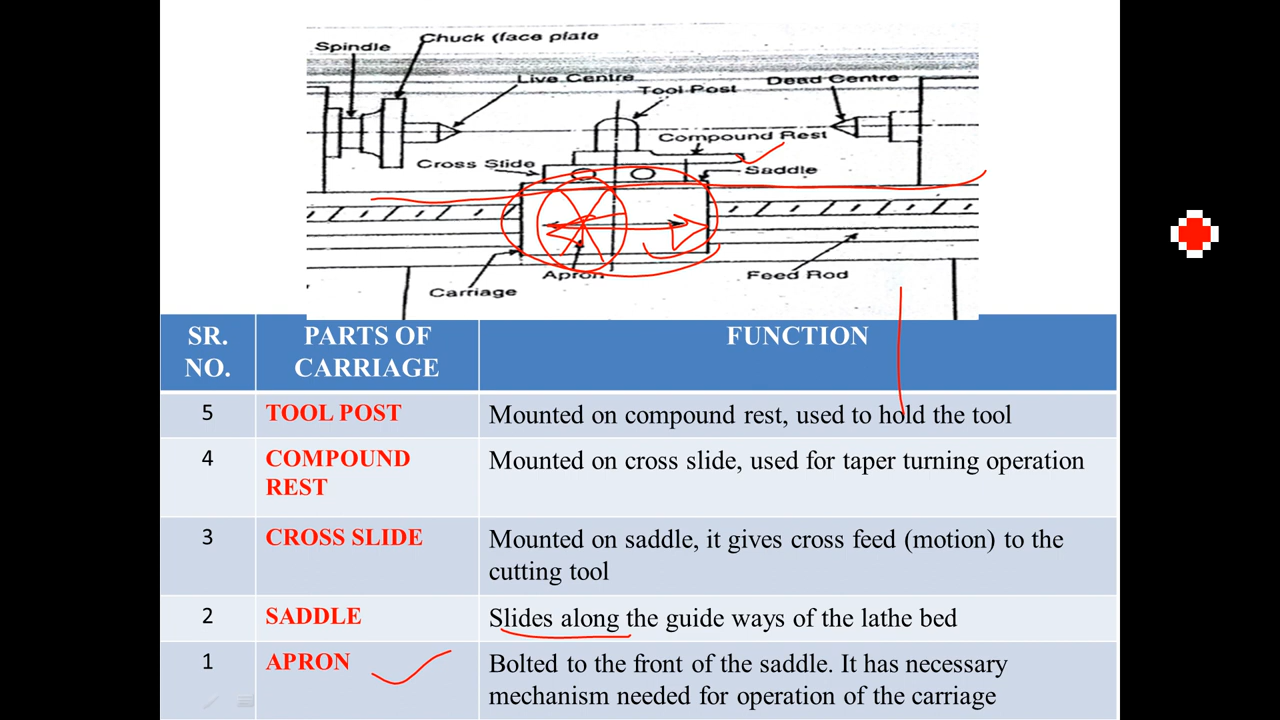 Chuck (face plate
Spindle
Live Centre
Tool Post
Dead Centre
Compound Rest
Cross Slide
Saddle
Apron
Feed Rod
Carriage
SR. NO.
PARTS OF CARRIAGE
FUNCTION
5 TOOL POST Mounted on compound rest, used to hold the tool
4 COMPOUND REST Mounted on cross slide, used for taper turning operation
3 CROSS SLIDE Mounted on saddle, it gives cross feed (motion) to the
cutting tool
2 SADDLE Slides along the guide ways of the lathe bed
1 APRON Bolted to the front of the saddle. It has necessary
mechanism needed for operation of the carriage